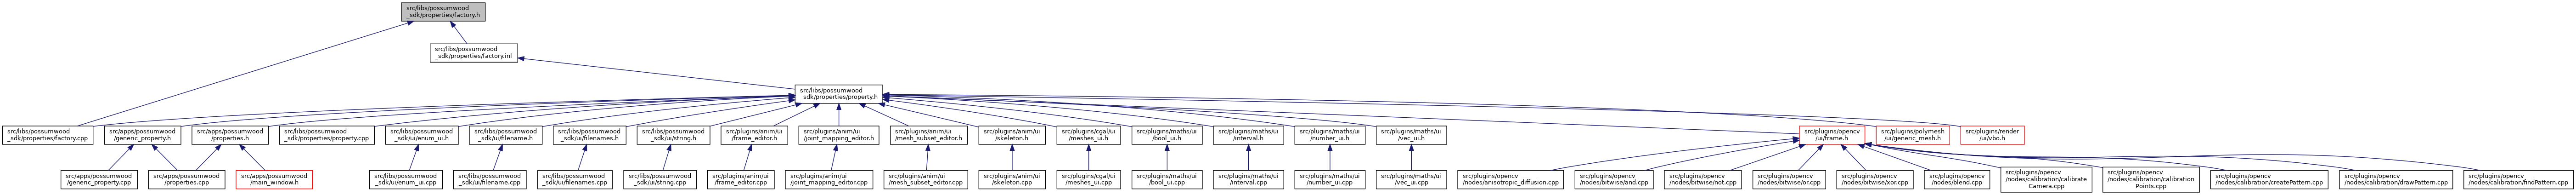 src/libs/possumwood
_sdk/properties/factory.h
src/libs/possumwood
_sdk/properties/factory.inl
src/libs/possumwood
_sdk/properties/property.h
src/libs/possumwood
_sdk/properties/factory.cpp
src/apps/possumwood
/generic_property.h
src/apps/possumwood
/properties.h
src/libs/possumwood
_sdk/properties/property.cpp
src/libs/possumwood
_sdk/ui/enum_ui.h
src/libs/possumwood
_sdk/ui/filename.h
src/libs/possumwood
_sdk/ui/filenames.h
src/libs/possumwood
_sdk/ui/string.h
src/plugins/anim/ui
/frame_editor.h
src/plugins/anim/ui
/joint_mapping_editor.h
src/plugins/anim/ui
/mesh_subset_editor.h
src/plugins/anim/ui
/skeleton.h
src/plugins/cgal/ui
/meshes_ui.h
src/plugins/maths/ui
/bool_ui.h
src/plugins/maths/ui
/interval.h
src/plugins/maths/ui
/number_ui.h
src/plugins/maths/ui
/vec_ui.h
src/plugins/opencv
/ui/frame.h
src/plugins/polymesh
/ui/generic_mesh.h
src/plugins/render
/ui/vbo.h
src/apps/possumwood
/generic_property.cpp
src/apps/possumwood
/properties.cpp
src/apps/possumwood
/main_window.h
src/libs/possumwood
_sdk/ui/enum_ui.cpp
src/libs/possumwood
_sdk/ui/filename.cpp
src/libs/possumwood
_sdk/ui/filenames.cpp
src/libs/possumwood
_sdk/ui/string.cpp
src/plugins/anim/ui
/frame_editor.cpp
src/plugins/anim/ui
/joint_mapping_editor.cpp
src/plugins/anim/ui
/mesh_subset_editor.cpp
src/plugins/anim/ui
/skeleton.cpp
src/plugins/cgal/ui
/meshes_ui.cpp
src/plugins/maths/ui
/bool_ui.cpp
src/plugins/maths/ui
/interval.cpp
src/plugins/maths/ui
/number_ui.cpp
src/plugins/maths/ui
/vec_ui.cpp
src/plugins/opencv
/nodes/anisotropic_diffusion.cpp
src/plugins/opencv
/nodes/bitwise/and.cpp
src/plugins/opencv
/nodes/bitwise/not.cpp
src/plugins/opencv
/nodes/bitwise/or.cpp
src/plugins/opencv
/nodes/bitwise/xor.cpp
src/plugins/opencv
/nodes/blend.cpp
src/plugins/opencv
/nodes/calibration/calibrate
Camera.cpp
src/plugins/opencv
/nodes/calibration/calibration
Points.cpp
src/plugins/opencv
/nodes/calibration/createPattern.cpp
src/plugins/opencv
/nodes/calibration/drawPattern.cpp
src/plugins/opencv
/nodes/calibration/findPattern.cpp